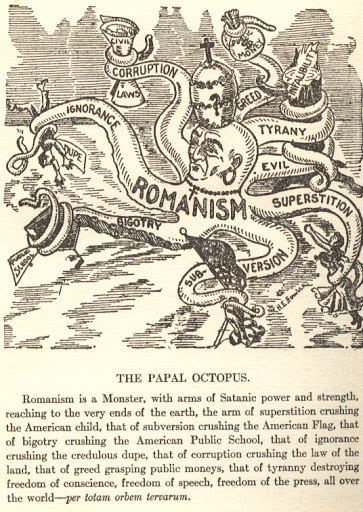 CIVIL
LAWS
CORRUPTION
PUBLIC
MONEY
GREED
INFALLIBILITY
TYRANNY
IGNORANCE
EVIL
DUPE
ROMANISM
SUPERSTITION
BIGOTRY
SUB-
VERSION
PUBLIC
SCHOOL
THE PAPAL OCTOPUS.
Romanism is a Monster, with arms of Satanic power and strength,
reaching to the very ends of the earth, the arm of superstition crushing
the American child, that of subversion crushing the American Flag, that
of bigotry crushing the American Public School, that of ignorance
crushing the credulous dupe, that of corruption crushing the law of the
land, that of greed grasping public moneys, that of tyranny destroying
freedom of conscience, freedom of speech, freedom of the press, all over
the world—per totam orbem tervarum.